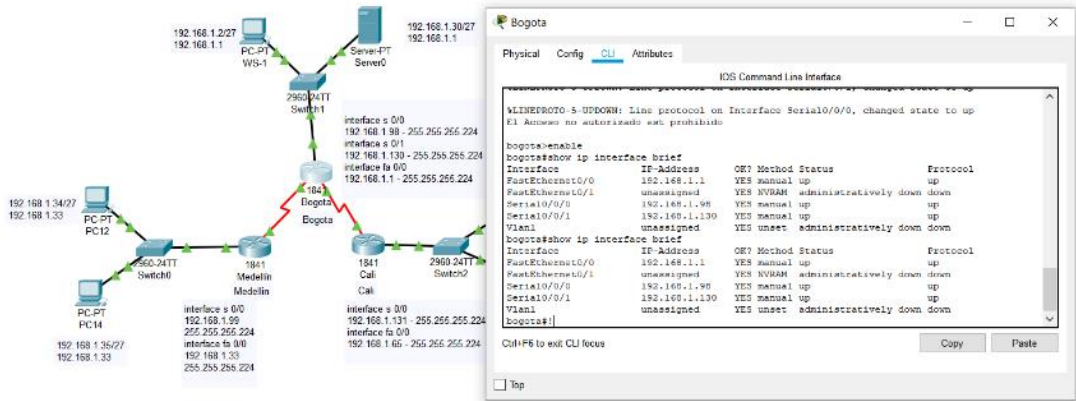 192.168.1.2/27
192.168.1.1
PC-PT
WS-1
192.168.1.30/27
192.168.1.1
Server-PT
Server0
2960-24TT
Switch1
interface s 0/0
192.168.1.98 - 255.255.255.224
interface s 0/1
192.168.1.130 - 255.255.255.224
interface fa 0/0
192.168.1.1 - 255.255.255.224
1841
Bogota
Bogota
192.168.1.34/27
192.168.1.33
PC-PT
PC12
2960-24TT
Switch0
1841
Medellin
Medellin
1841
Cali
Cali
2960-24TT
Switch2
PC-PT
PC14
192.168.1.35/27
192.168.1.33
interface s 0/0
192.168.1.99
255.255.255.224
interface fa 0/0
192.168.1.33
255.255.255.224
interface s 0/0
192.168.1.131 - 255.255.255.224
interface fa 0/0
192.168.1.65 - 255.255.255.224
Bogota
Physical Config CLI Attributes
IOS Command Line Interface
%LINEPROTO-5-UPDOWN: Line protocol on Interface Serial0/0/0, changed state to up
El Acceso no autorizado est prohibido
bogota>enable
bogota#show ip interface brief
Interface IP-Address OK? Method Status Protocol
FastEthernet0/0 192.168.1.1 YES manual up up
FastEthernet0/1 unassigned YES NVRAM administratively down down
Serial0/0/0 192.168.1.98 YES manual up up
Serial0/0/1 192.168.1.130 YES manual up up
Vlan1 unassigned YES unset administratively down down
bogota#show ip interface brief
Interface IP-Address OK? Method Status Protocol
FastEthernet0/0 192.168.1.1 YES manual up up
FastEthernet0/1 unassigned YES NVRAM administratively down down
Serial0/0/0 192.168.1.98 YES manual up up
Serial0/0/1 192.168.1.130 YES manual up up
Vlan1 unassigned YES unset administratively down down
bogota#!
Ctrl+F6 to exit CLI focus
Copy Paste
Top